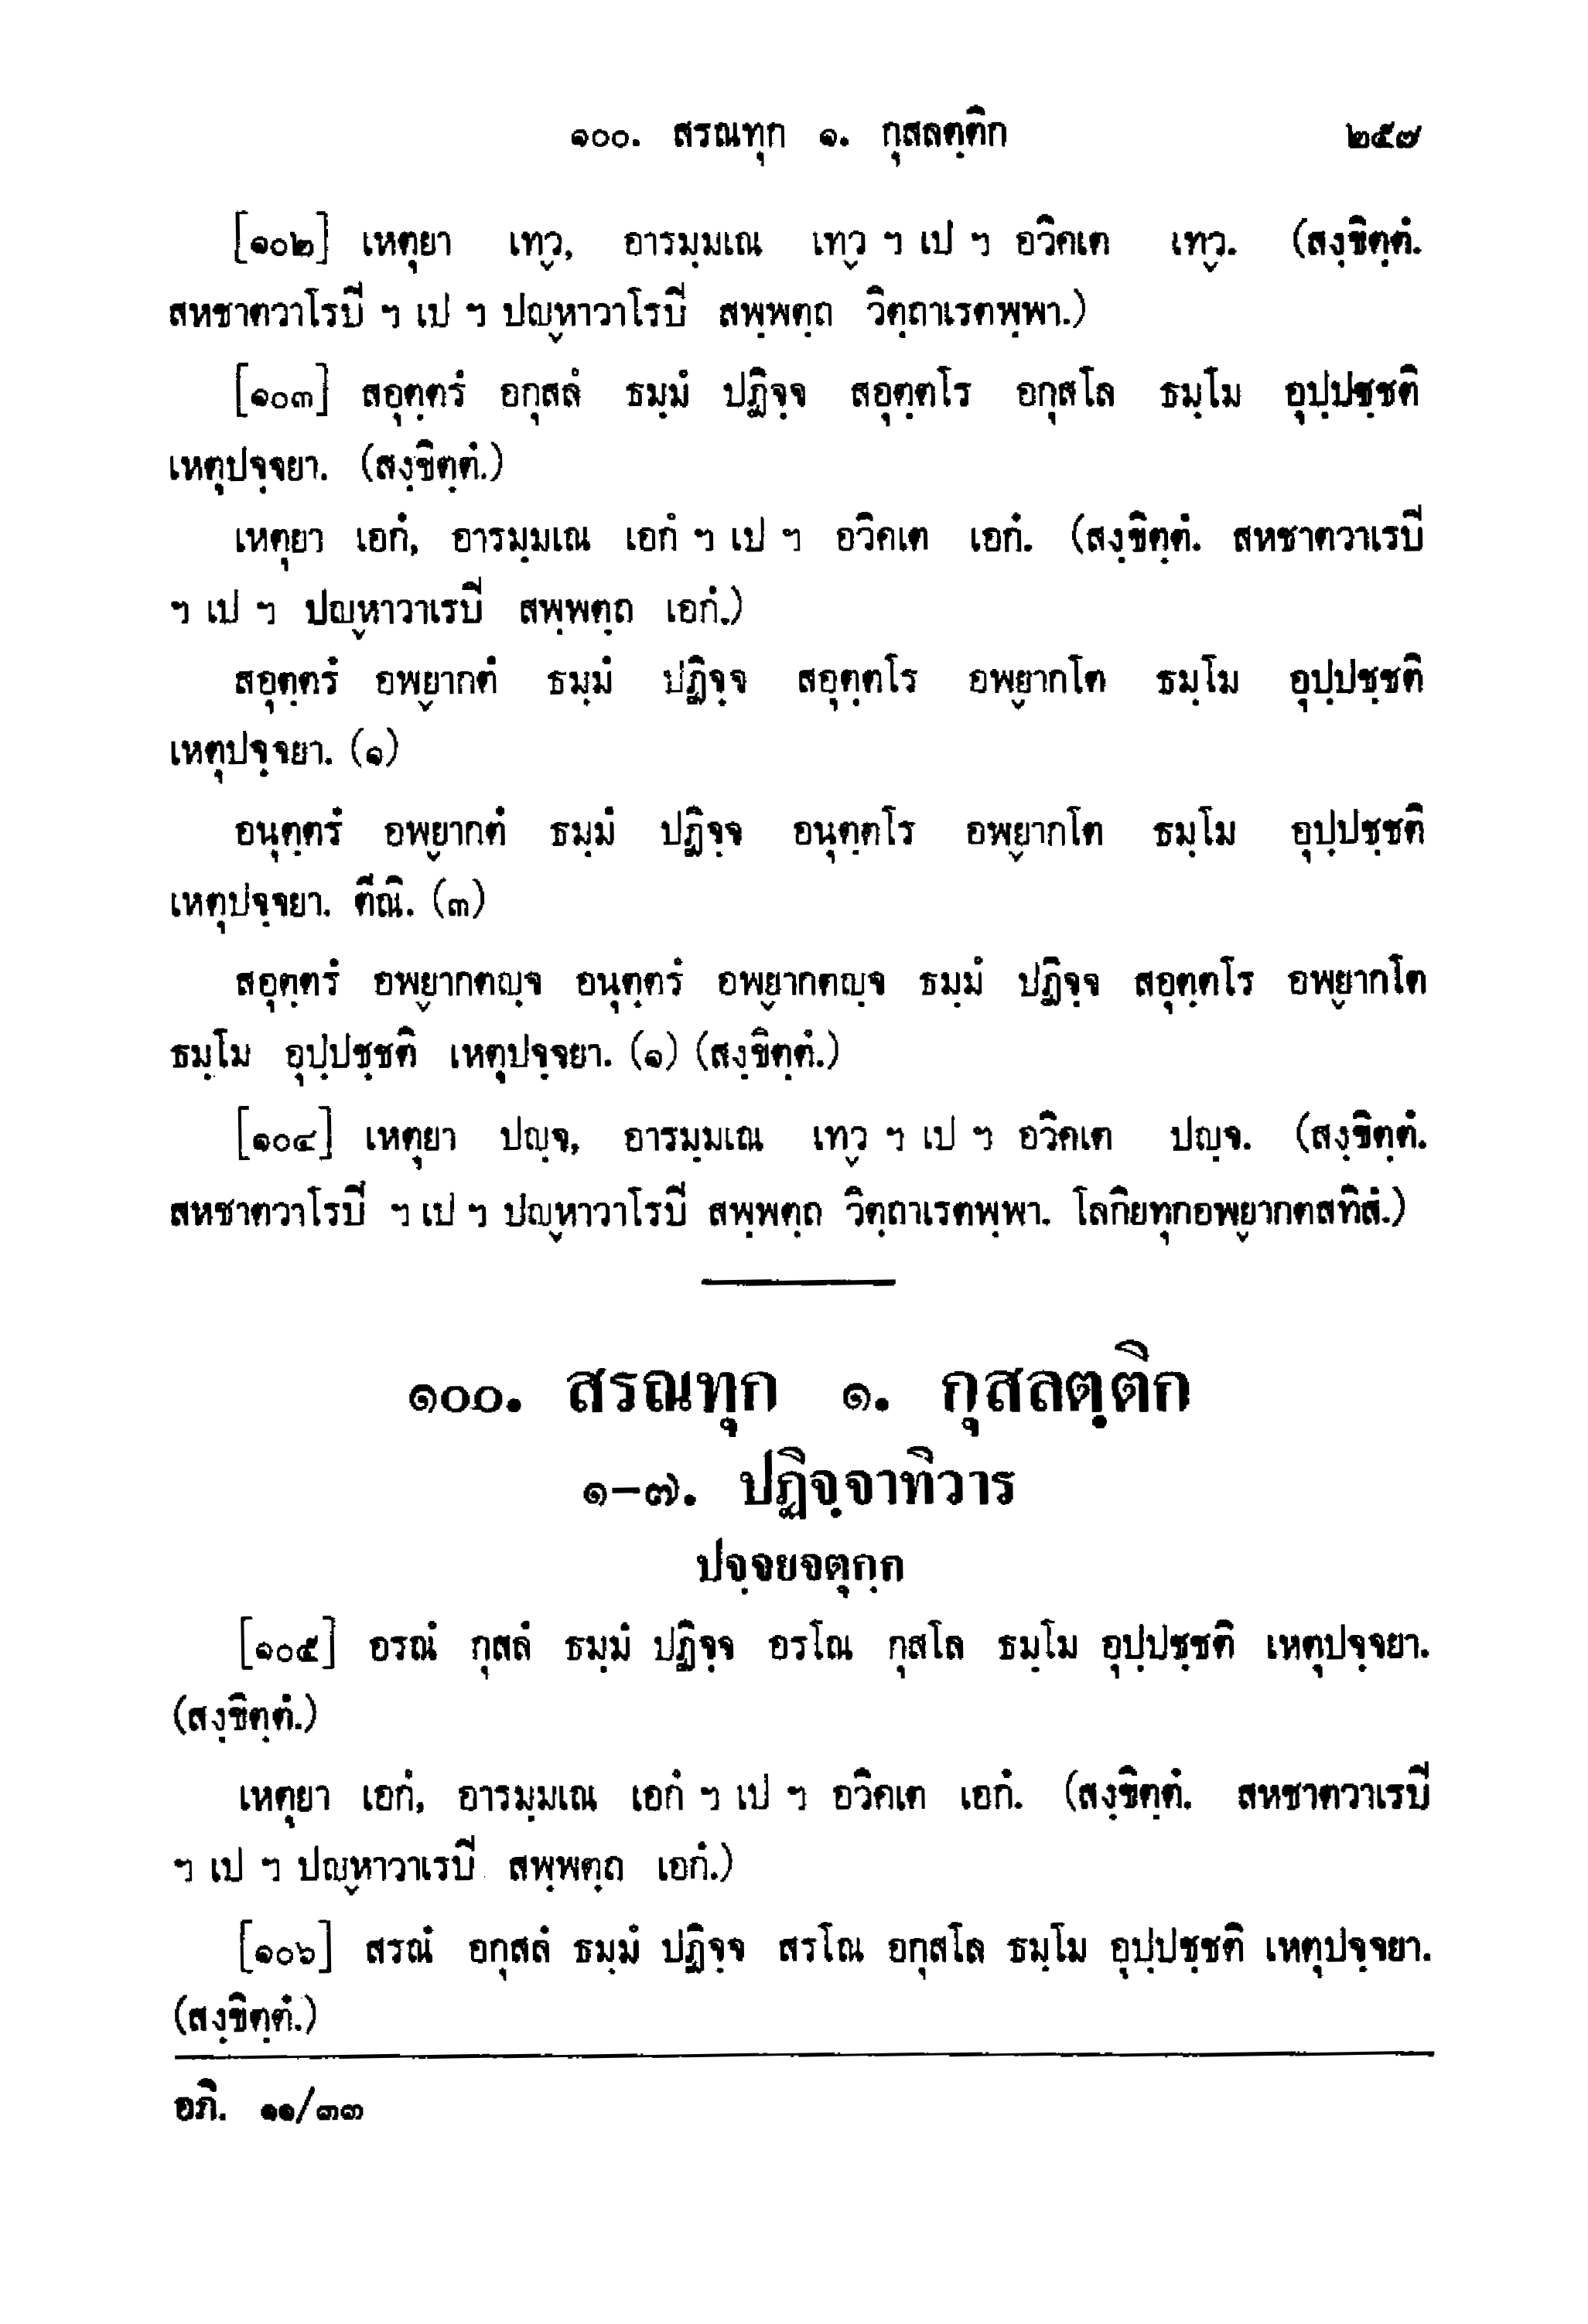 ๑๐๐. สรณทุก ๑. กุสลตฺติก ๒๕๗
[๑๐๒] เหตุยา เทฺวู, อารมฺมเณ เทฺวู ฯ เป ฯ อวิคเต เทฺวู. (สงฺขิตฺตํ.
สหชาตวาโรปี ฯ เป ฯ ปญฺหาวาโรปี สพฺพตฺถ วิตฺถาเรตพฺพา.)
[๑๐๓] สอุตฺตรํ อกุสลํ ธมฺมํ ปฏิจฺจ สอุตฺตโร อกุสโล ธมฺโม อุปฺปชฺชติ
เหตุปจฺจยา. (สงฺขิตฺตํ.)
เหตุยา เอกํ, อารมฺมเณ เอกํ ฯ เป ฯ อวิคเต เอกํ. (สงฺขิตฺตํ. สหชาตวาเรปี
ฯ เป ฯ ปญฺหาวาเรปี สพฺพตฺถ เอกํ.)
สอุตฺตรํ อพฺยากตํ ธมฺมํ ปฏิจฺจ สอุตฺตโร อพฺยากโต ธมฺโม อุปฺปชฺชติ
เหตุปจฺจยา. (๑)
อนุตฺตรํ อพฺยากตํ ธมฺมํ ปฏิจฺจ อนุตฺตโร อพฺยากโต ธมฺโม อุปฺปชฺชติ
เหตุปจฺจยา. ตีณิ. (๓)
สอุตฺตรํ อพฺยากตญฺจ อนุตฺตรํ อพฺยากตญฺจ ธมฺมํ ปฏิจฺจ สอุตฺตโร อพฺยากโต
ธมฺโม อุปฺปชฺชติ เหตุปจฺจยา. (๑) (สงฺขิตฺตํ.)
[๑๐๔] เหตุยา ปญฺจ, อารมฺมเณ เทฺวู ฯ เป ฯ อวิคเต ปญฺจ. (สงฺขิตฺตํ.
สหชาตวาโรปี ฯ เป ฯ ปญฺหาวาโรปี สพฺพตฺถ วิตฺถาเรตพฺพา. โลกิยทุกอพฺยากตสทิสํ.)
๑๐๐. สรณทุก ๑. กุสลตฺติก
๑-๗. ปฏิจฺจาทิวาร
ปจฺจยจตุกฺก
[๑๐๕] อรณํ กุสลํ ธมฺมํ ปฏิจฺจ อรโณ กุสโล ธมฺโม อุปฺปชฺชติ เหตุปจฺจยา.
(สงฺขิตฺตํ.)
เหตุยา เอกํ, อารมฺมเณ เอกํ ฯ เป ฯ อวิคเต เอกํ. (สงฺขิตฺตํ. สหชาตวาเรปี
ฯ เป ฯ ปญฺหาวาเรปี สพฺพตฺถ เอกํ.)
[๑๐๖] สรณํ อกุสลํ ธมฺมํ ปฏิจฺจ สรโณ อกุสโล ธมฺโม อุปฺปชฺชติ เหตุปจฺจยา.
(สงฺขิตฺตํ.)
อภิ. ๑๑/๓๓